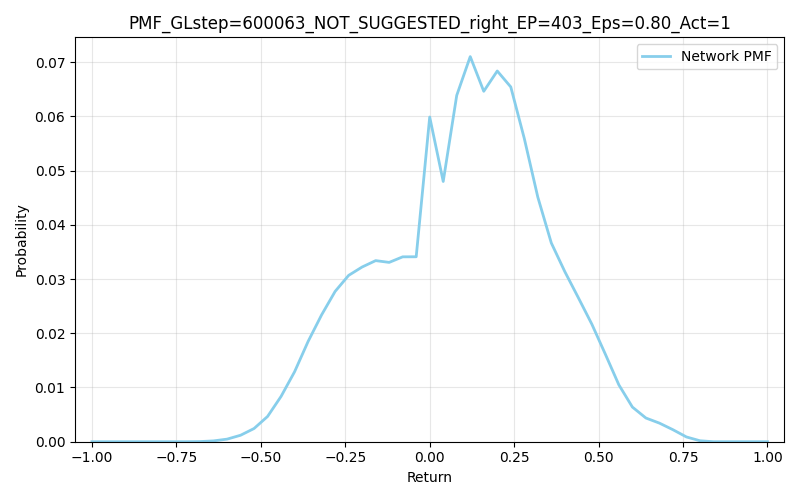 PMF_GLstep=600063_NOT_SUGGESTED_right_EP=403_Eps=0.80_Act=1
Network PMF
Probability
0.07
0.06
0.05
0.04
0.03
0.02
0.01
0.00
−1.00 −0.75 −0.50 −0.25 0.00 0.25 0.50 0.75 1.00
Return